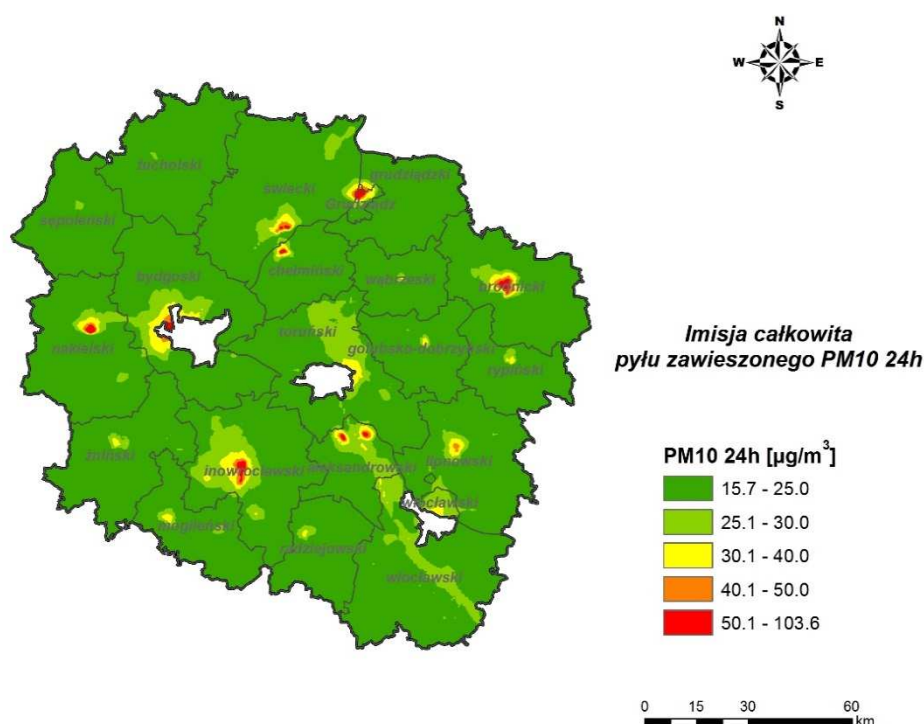 N
W E
S
tucholski
grudziądzki
świecki
Grudziądz
sępoleński
chełmiński
wąbrzeski
brodnicki
bydgoski
toruński
golubsko-dobrzyński
nakielski
rypiński
Imisja całkowita
pyłu zawieszonego PM10 24h
żniński
inowrocławski
aleksandrowski
lipnowski
włocławski
mogileński
radziejowski
włocławski
PM10 24h [µg/m³]
15.7 - 25.0
25.1 - 30.0
30.1 - 40.0
40.1 - 50.0
50.1 - 103.6
0 15 30 60
km